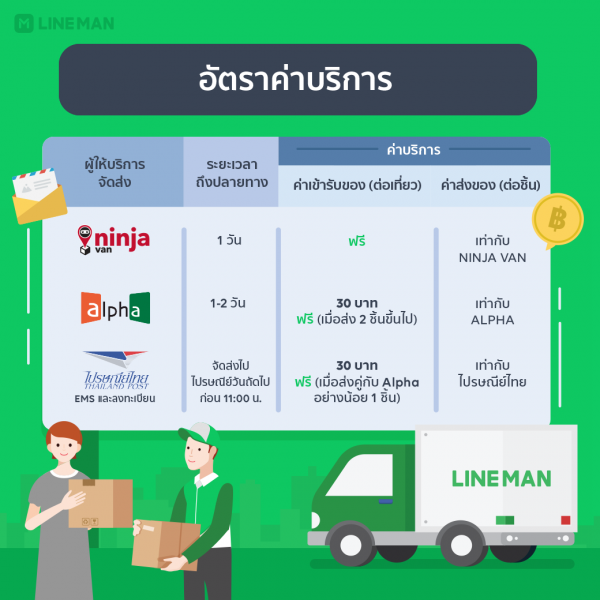 LINE MAN
อัตราค่าบริการ
ผู้ให้บริการ
จัดส่ง
ระยะเวลา
ถึงปลายทาง
ค่าบริการ
ค่าเข้ารับของ (ต่อเที่ยว)
ค่าส่งของ (ต่อชิ้น)
ninja
van
1 วัน
ฟรี
เท่ากับ
NINJA VAN
alpha
1-2 วัน
30 บาท
ฟรี (เมื่อส่ง 2 ชิ้นขึ้นไป)
เท่ากับ
ALPHA
ไปรษณีย์ไทย
THAILAND POST
EMS และลงทะเบียน
จัดส่งไป
ไปรษณีย์วันถัดไป
ก่อน 11:00 น.
30 บาท
ฟรี (เมื่อส่งคู่กับ Alpha
อย่างน้อย 1 ชิ้น)
เท่ากับ
ไปรษณีย์ไทย
฿
LINE MAN